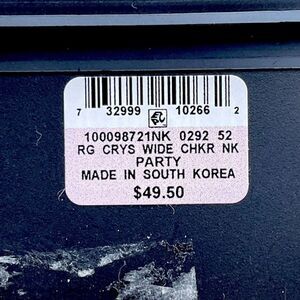 7 32999 10266 2
100098721NK 0292 52
RG CRYS WIDE CHKR NK
PARTY
MADE IN SOUTH KOREA
$49.50